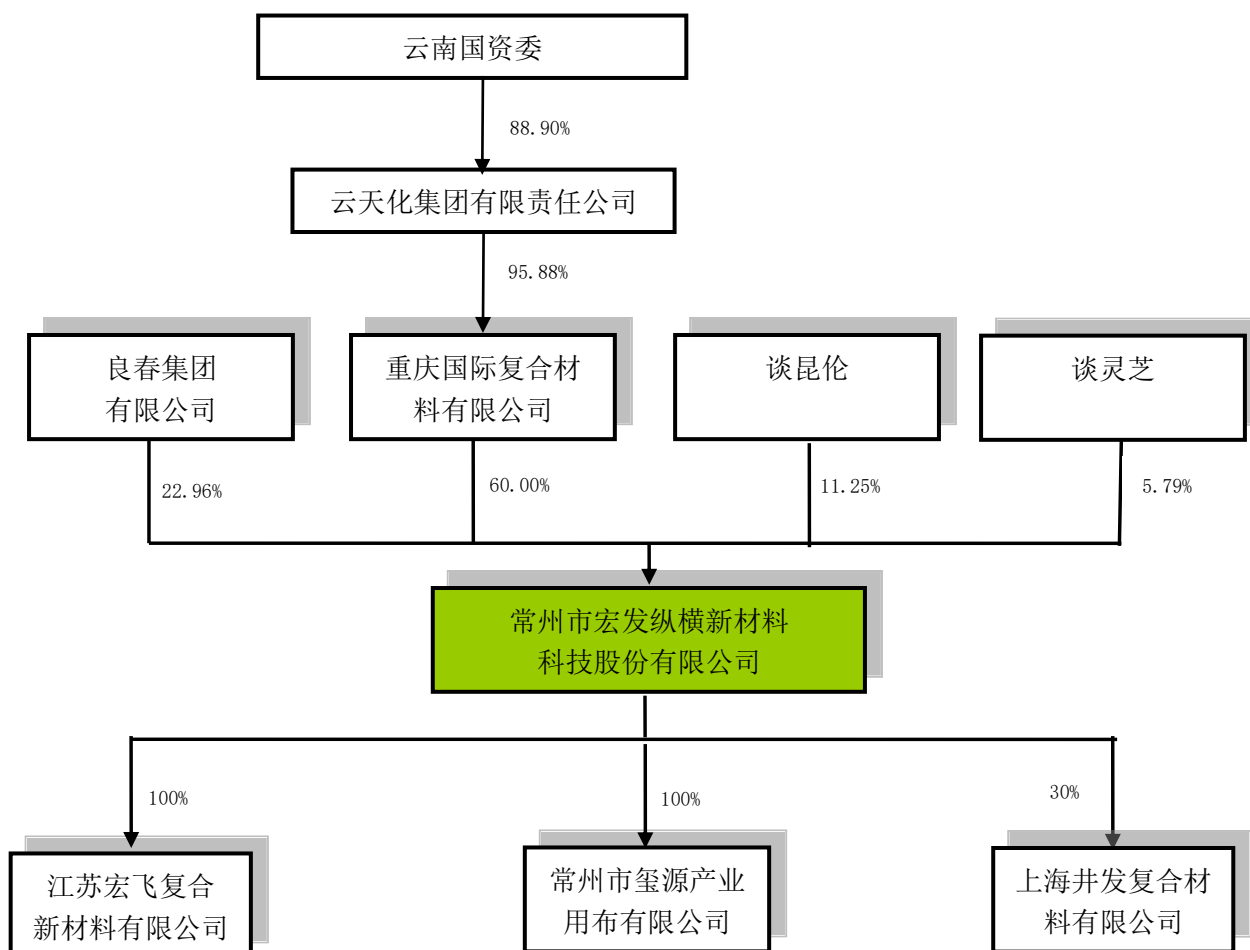 云南国资委
88.90%
云天化集团有限责任公司
95.88%
良春集团
有限公司
重庆国际复合材
料有限公司
谈昆伦
谈灵芝
22.96%
60.00%
11.25%
5.79%
常州市宏发纵横新材料
科技股份有限公司
100%
100%
30%
江苏宏飞复合
新材料有限公司
常州市玺源产业
用布有限公司
上海井发复合材
料有限公司